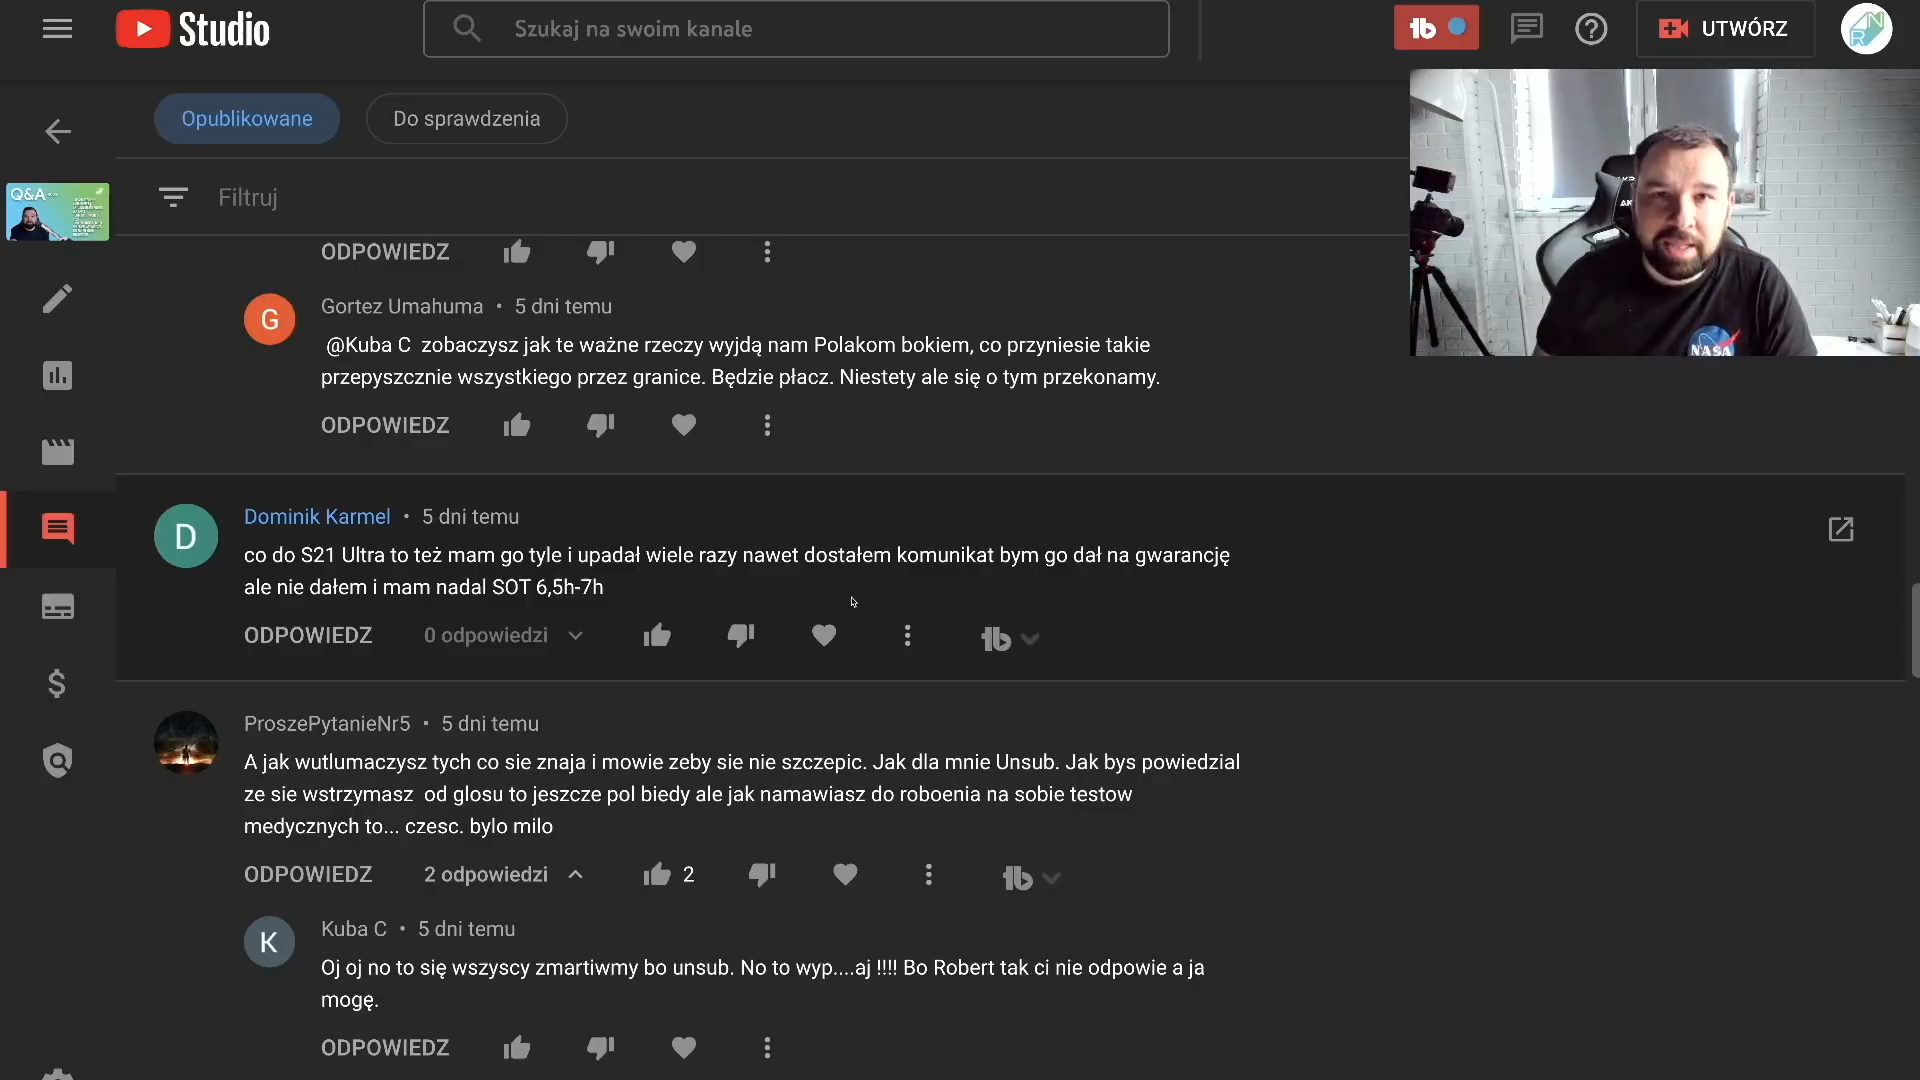 Studio
Szukaj na swoim kanale
UTWÓRZ
Opublikowane
Do sprawdzenia
Q&A
Filtruj
NASA
ODPOWIEDZ
G
Gortez Umahuma • 5 dni temu
@Kuba C zobaczysz jak te ważne rzeczy wyjdą nam Polakom bokiem, co przyniesie takie
przepyszcznie wszystkiego przez granice. Będzie płacz. Niestety ale się o tym przekonamy.
ODPOWIEDZ
D
Dominik Karmel • 5 dni temu
co do S21 Ultra to też mam go tyle i upadał wiele razy nawet dostałem komunikat bym go dał na gwarancję
ale nie dałem i mam nadal SOT 6,5h-7h
ODPOWIEDZ 0 odpowiedzi
ProszePytanieNr5 • 5 dni temu
A jak wutlumaczysz tych co sie znaja i mowie zeby sie nie szczepic. Jak dla mnie Unsub. Jak bys powiedzial
ze sie wstrzymasz od glosu to jeszcze pol biedy ale jak namawiasz do roboenia na sobie testow
medycznych to... czesc. bylo milo
ODPOWIEDZ 2 odpowiedzi 2
K
Kuba C • 5 dni temu
Oj oj no to się wszyscy zmartiwmy bo unsub. No to wyp....aj !!!! Bo Robert tak ci nie odpowie a ja
mogę.
ODPOWIEDZ